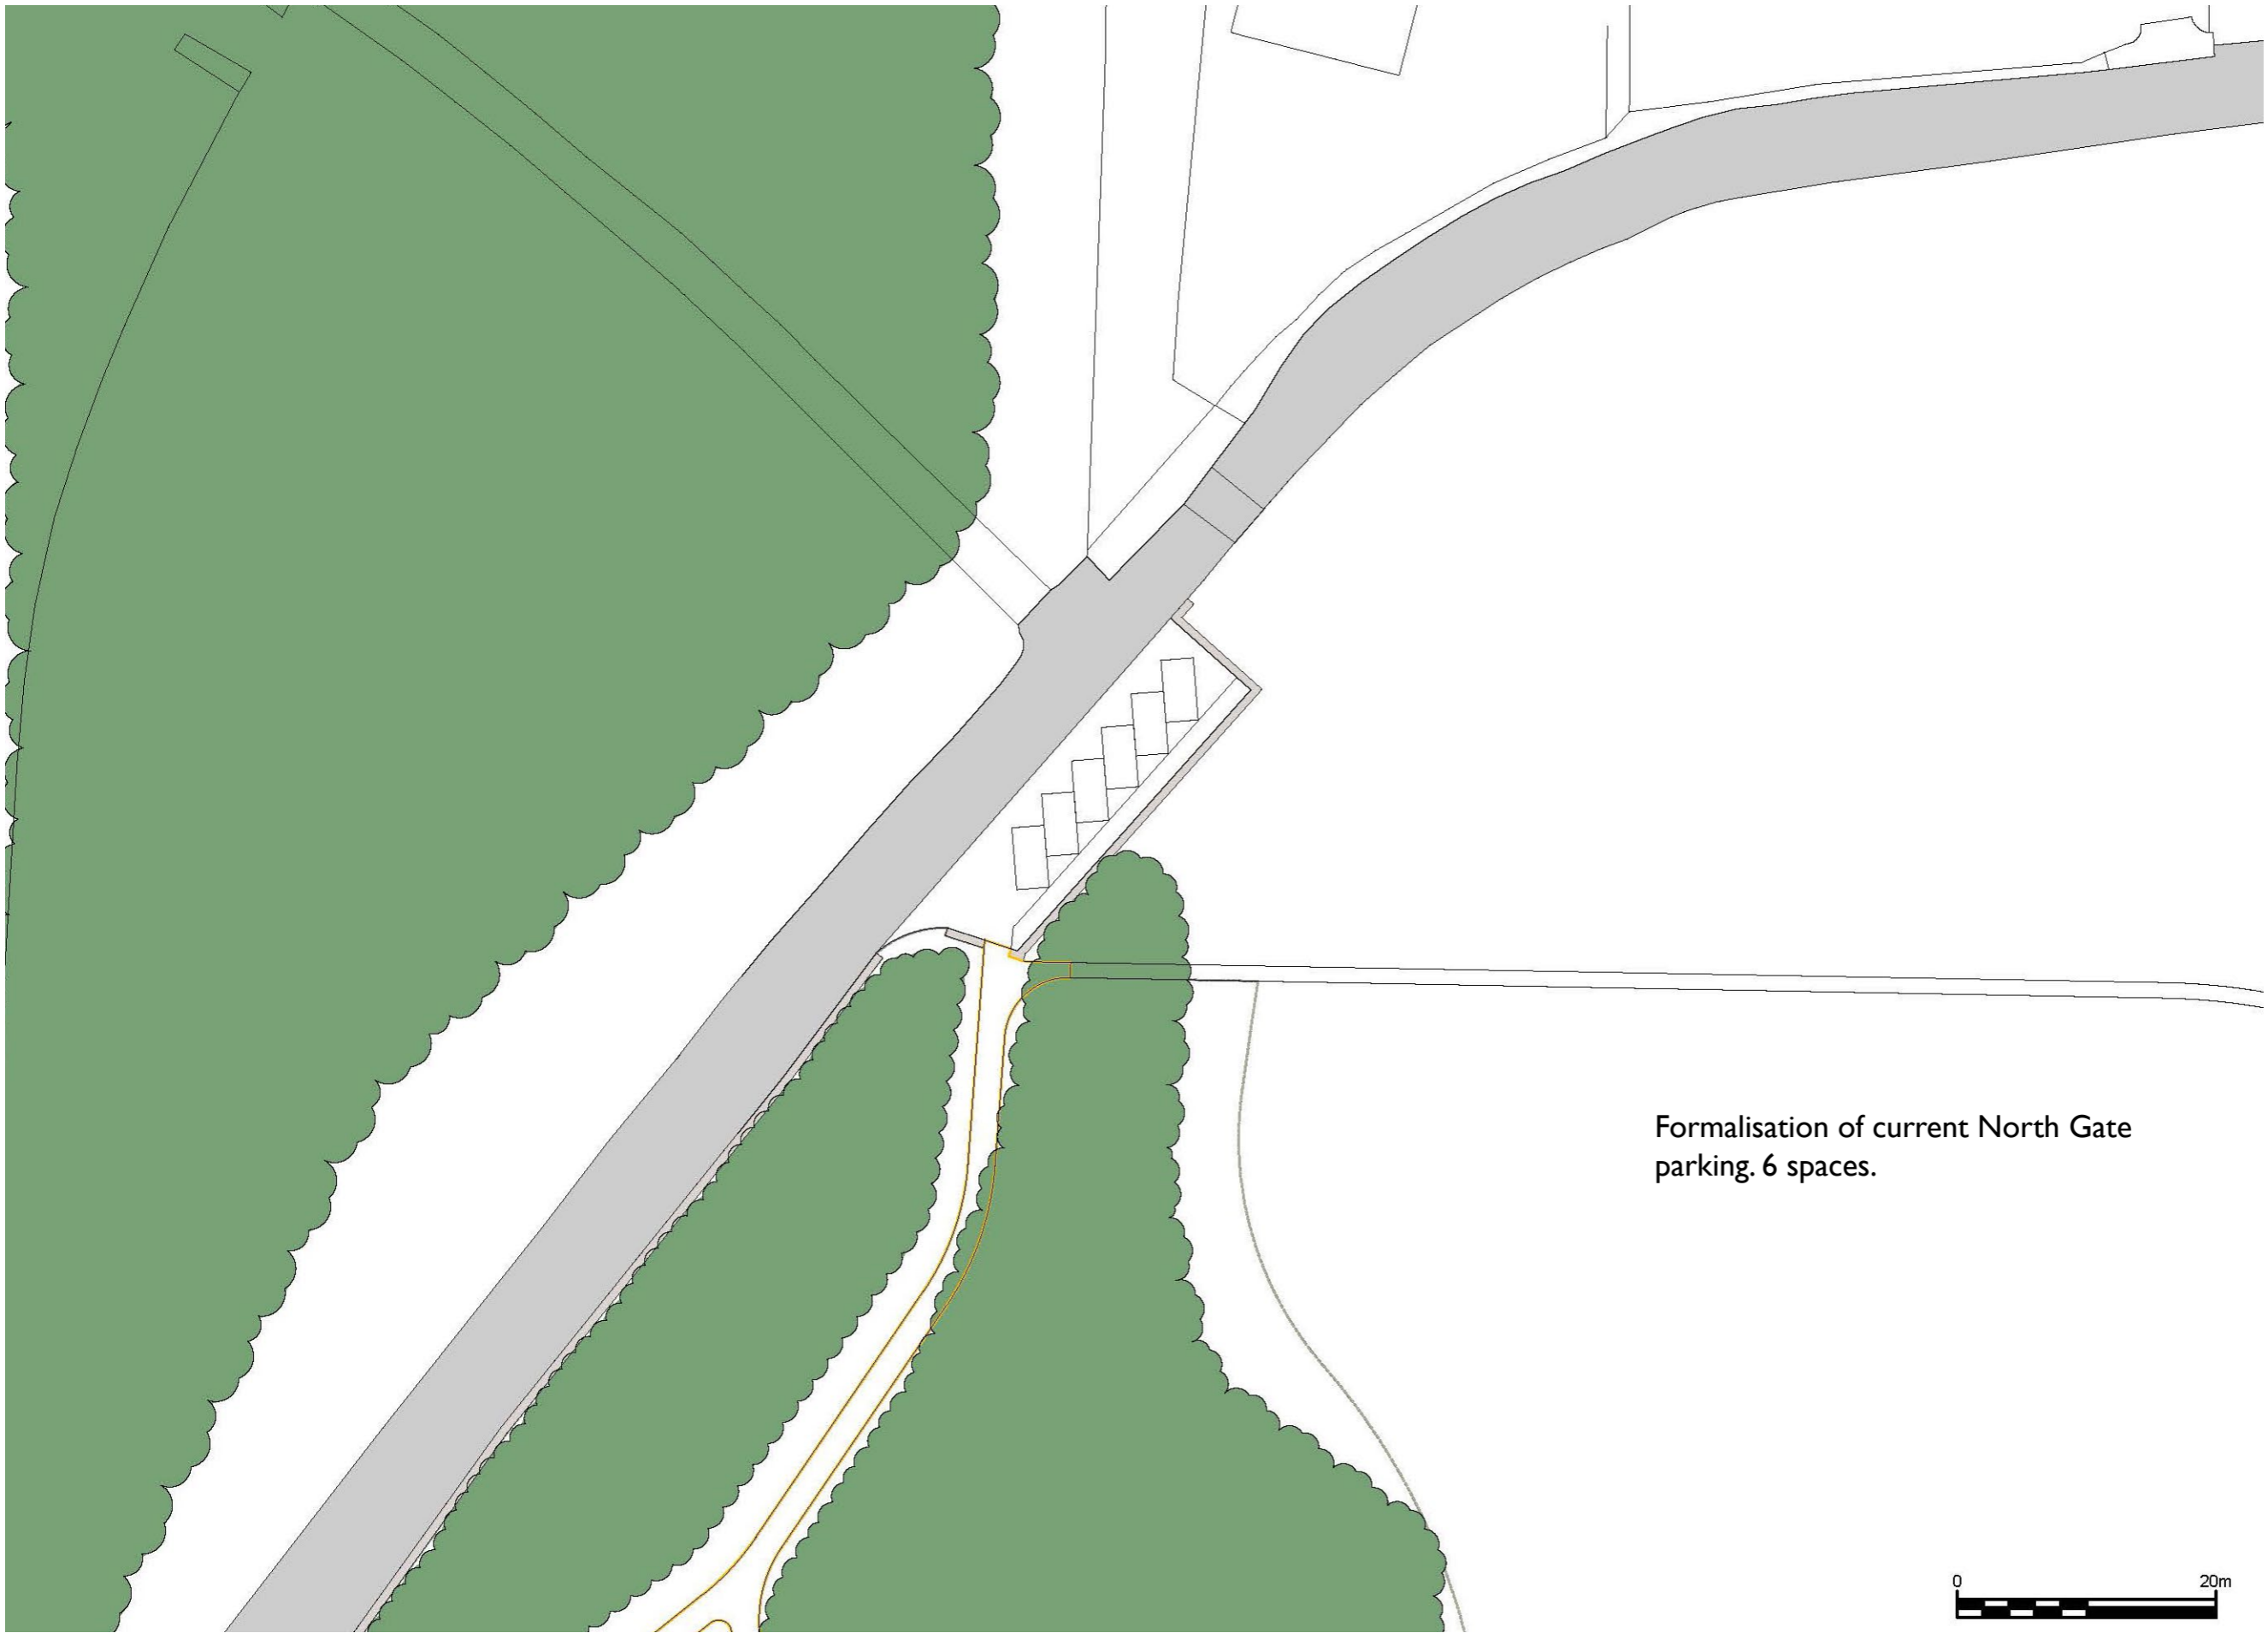 Formalisation of current North Gate
parking. 6 spaces.
0 20m